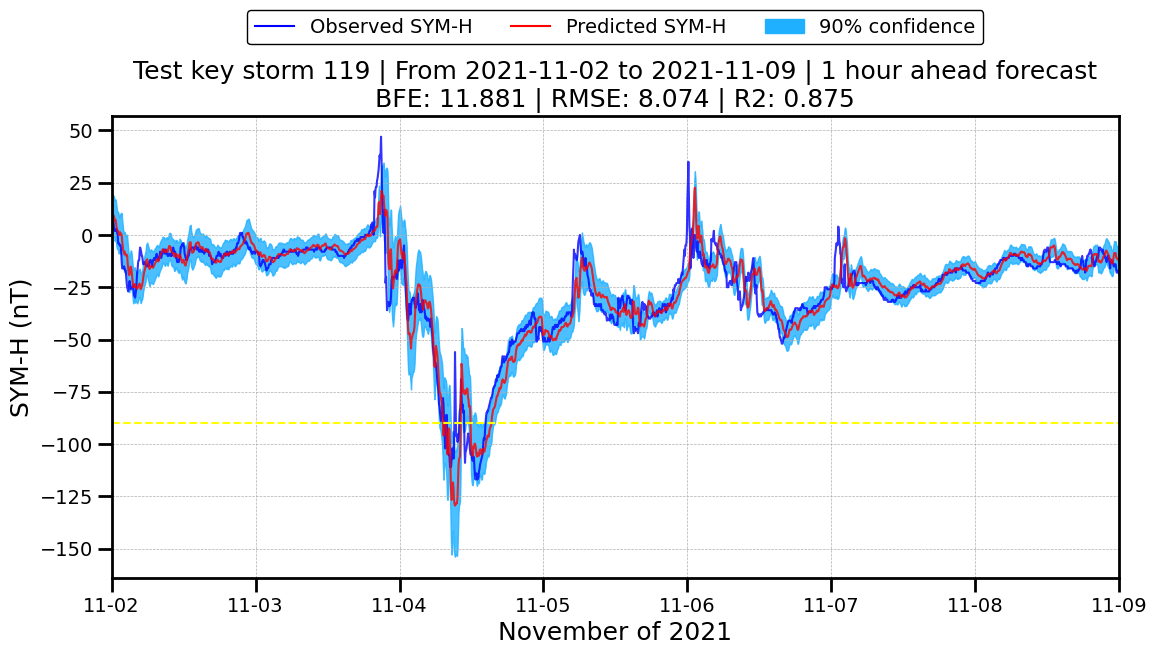 Observed SYM-H Predicted SYM-H 90% confidence
Test key storm 119 | From 2021-11-02 to 2021-11-09 | 1 hour ahead forecast
BFE: 11.881 | RMSE: 8.074 | R2: 0.875
SYM-H (nT)
50
25
0
−25
−50
−75
−100
−125
−150
11-02 11-03 11-04 11-05 11-06 11-07 11-08 11-09
November of 2021